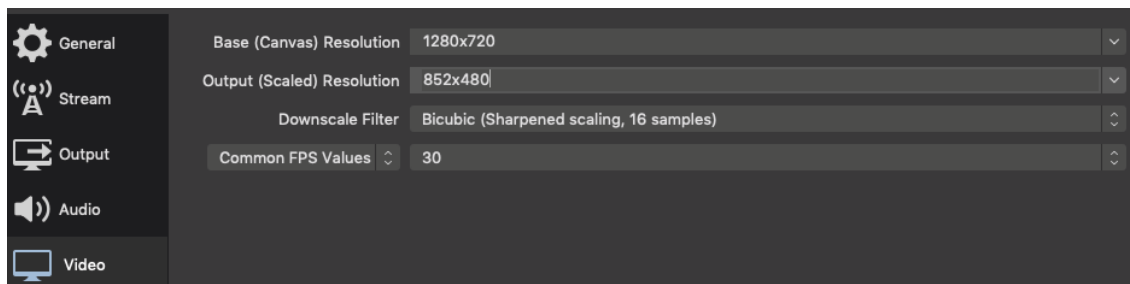 General
Stream
Output
Audio
Video
Base (Canvas) Resolution 1280x720
Output (Scaled) Resolution 852x480
Downscale Filter Bicubic (Sharpened scaling, 16 samples)
Common FPS Values 30